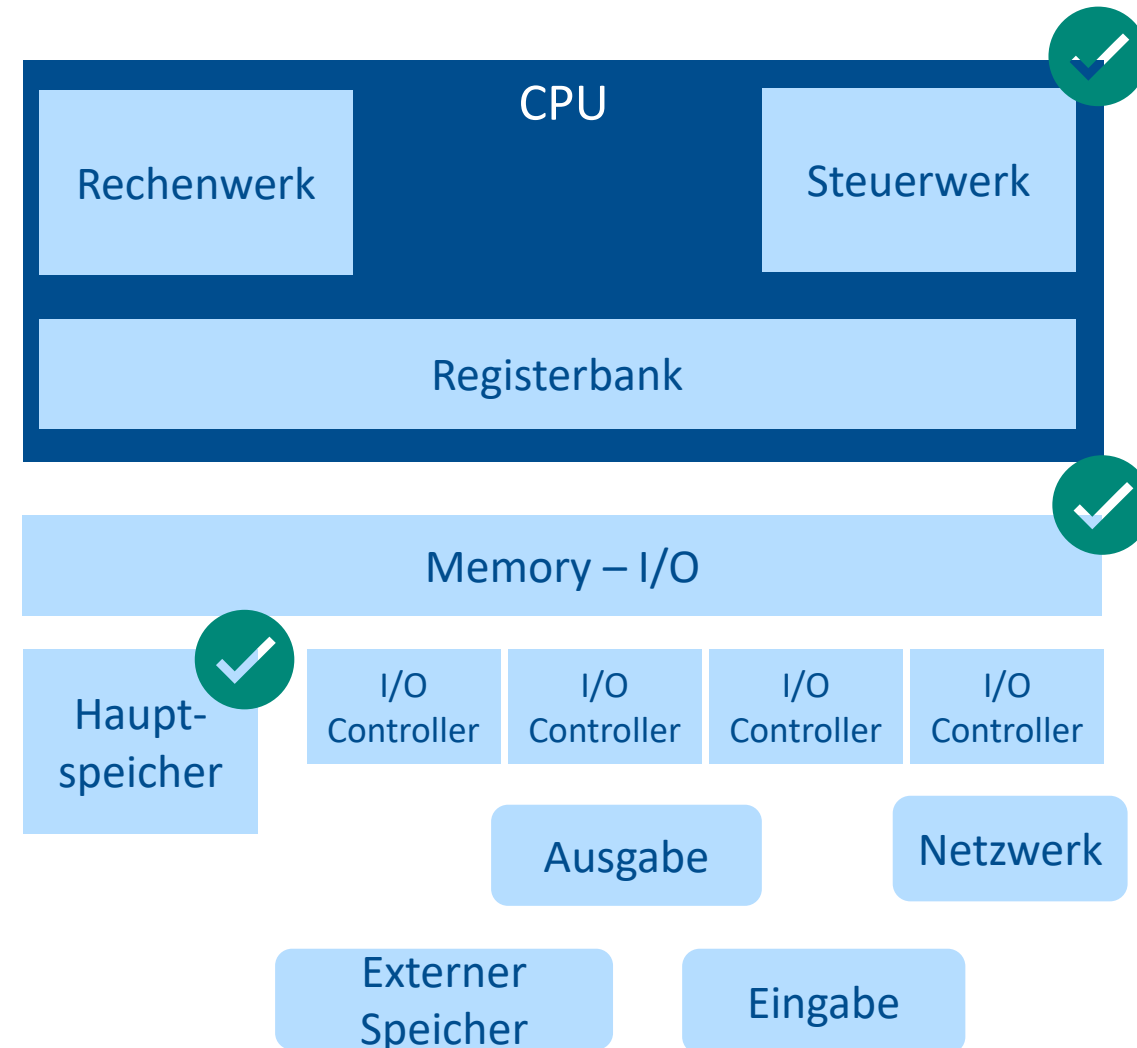 CPU
Rechenwerk
Steuerwerk
Registerbank
Memory – I/O
Haupt-
speicher
I/O
Controller
I/O
Controller
I/O
Controller
I/O
Controller
Ausgabe
Netzwerk
Externer
Speicher
Eingabe